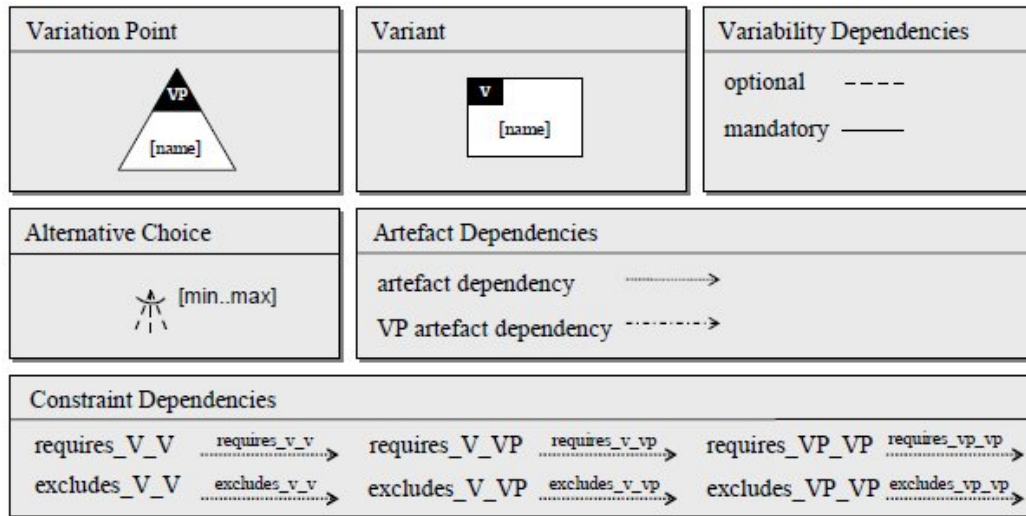 Variation Point
VP
[name]
Variant
V
[name]
Variability Dependencies
optional
mandatory
Alternative Choice
[min..max]
Artefact Dependencies
artefact dependency
VP artefact dependency
Constraint Dependencies
requires_V_V requires_v_v requires_V_VP requires_v_vp requires_VP_VP requires_vp_vp
excludes_V_V excludes_v_v excludes_V_VP excludes_v_vp excludes_VP_VP excludes_vp_vp